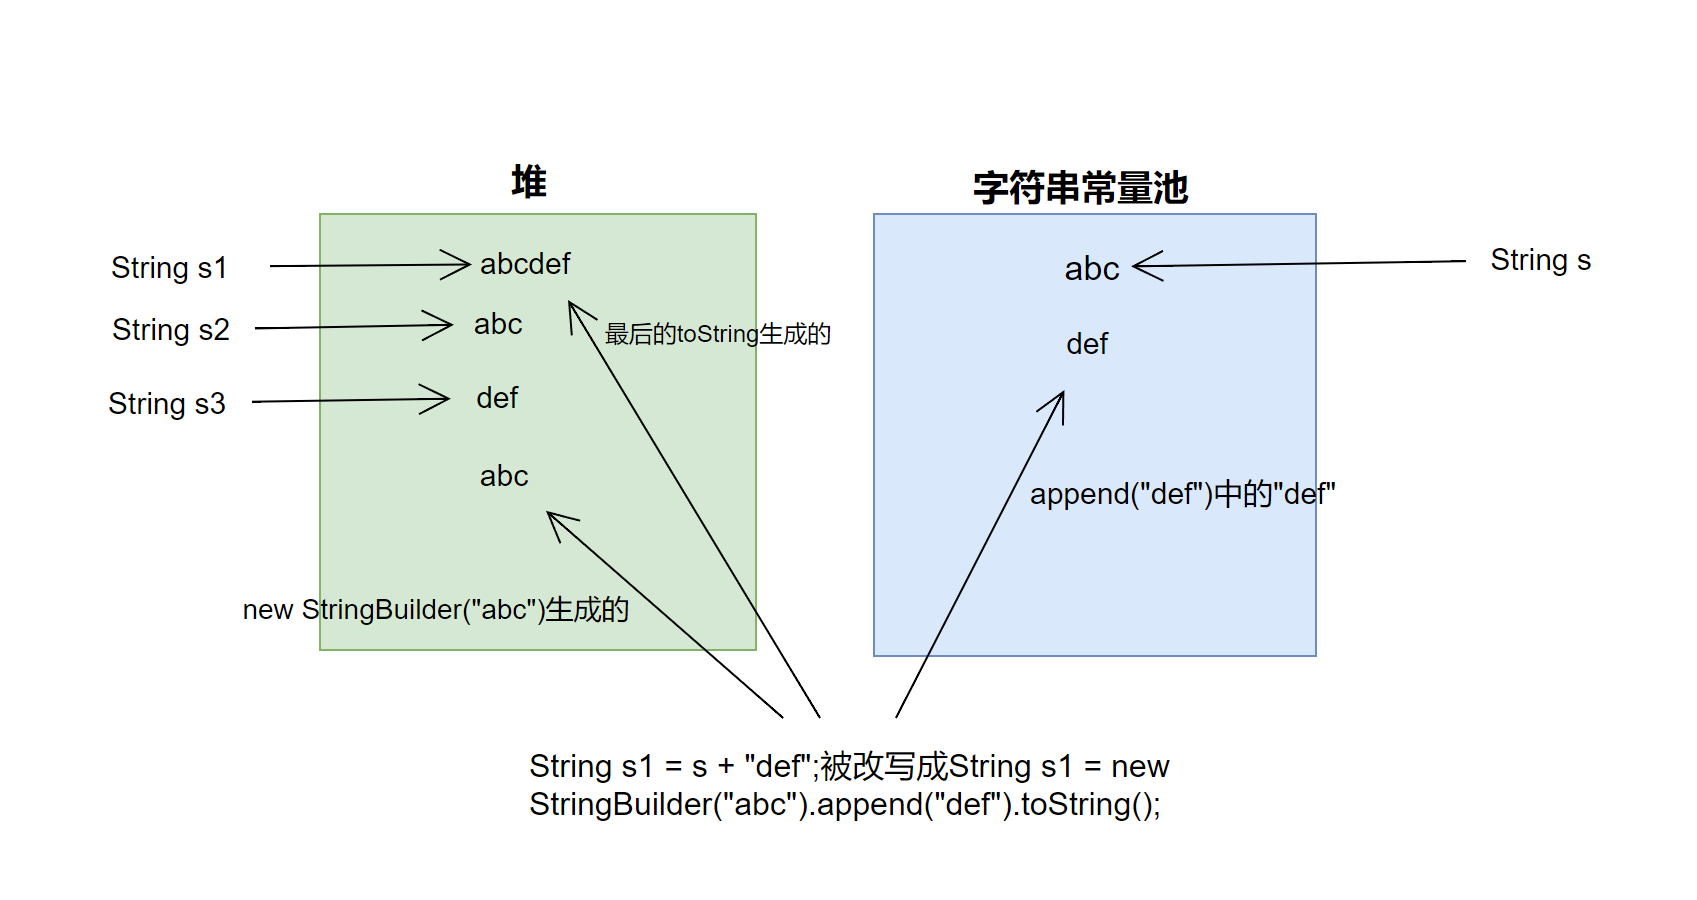 堆
字符串常量池
String s1
abcdef
abc
String s
String s2
abc
最后的toString生成的
def
String s3
def
abc
append("def")中的"def"
new StringBuilder("abc")生成的
String s1 = s + "def";被改写成String s1 = new
StringBuilder("abc").append("def").toString();